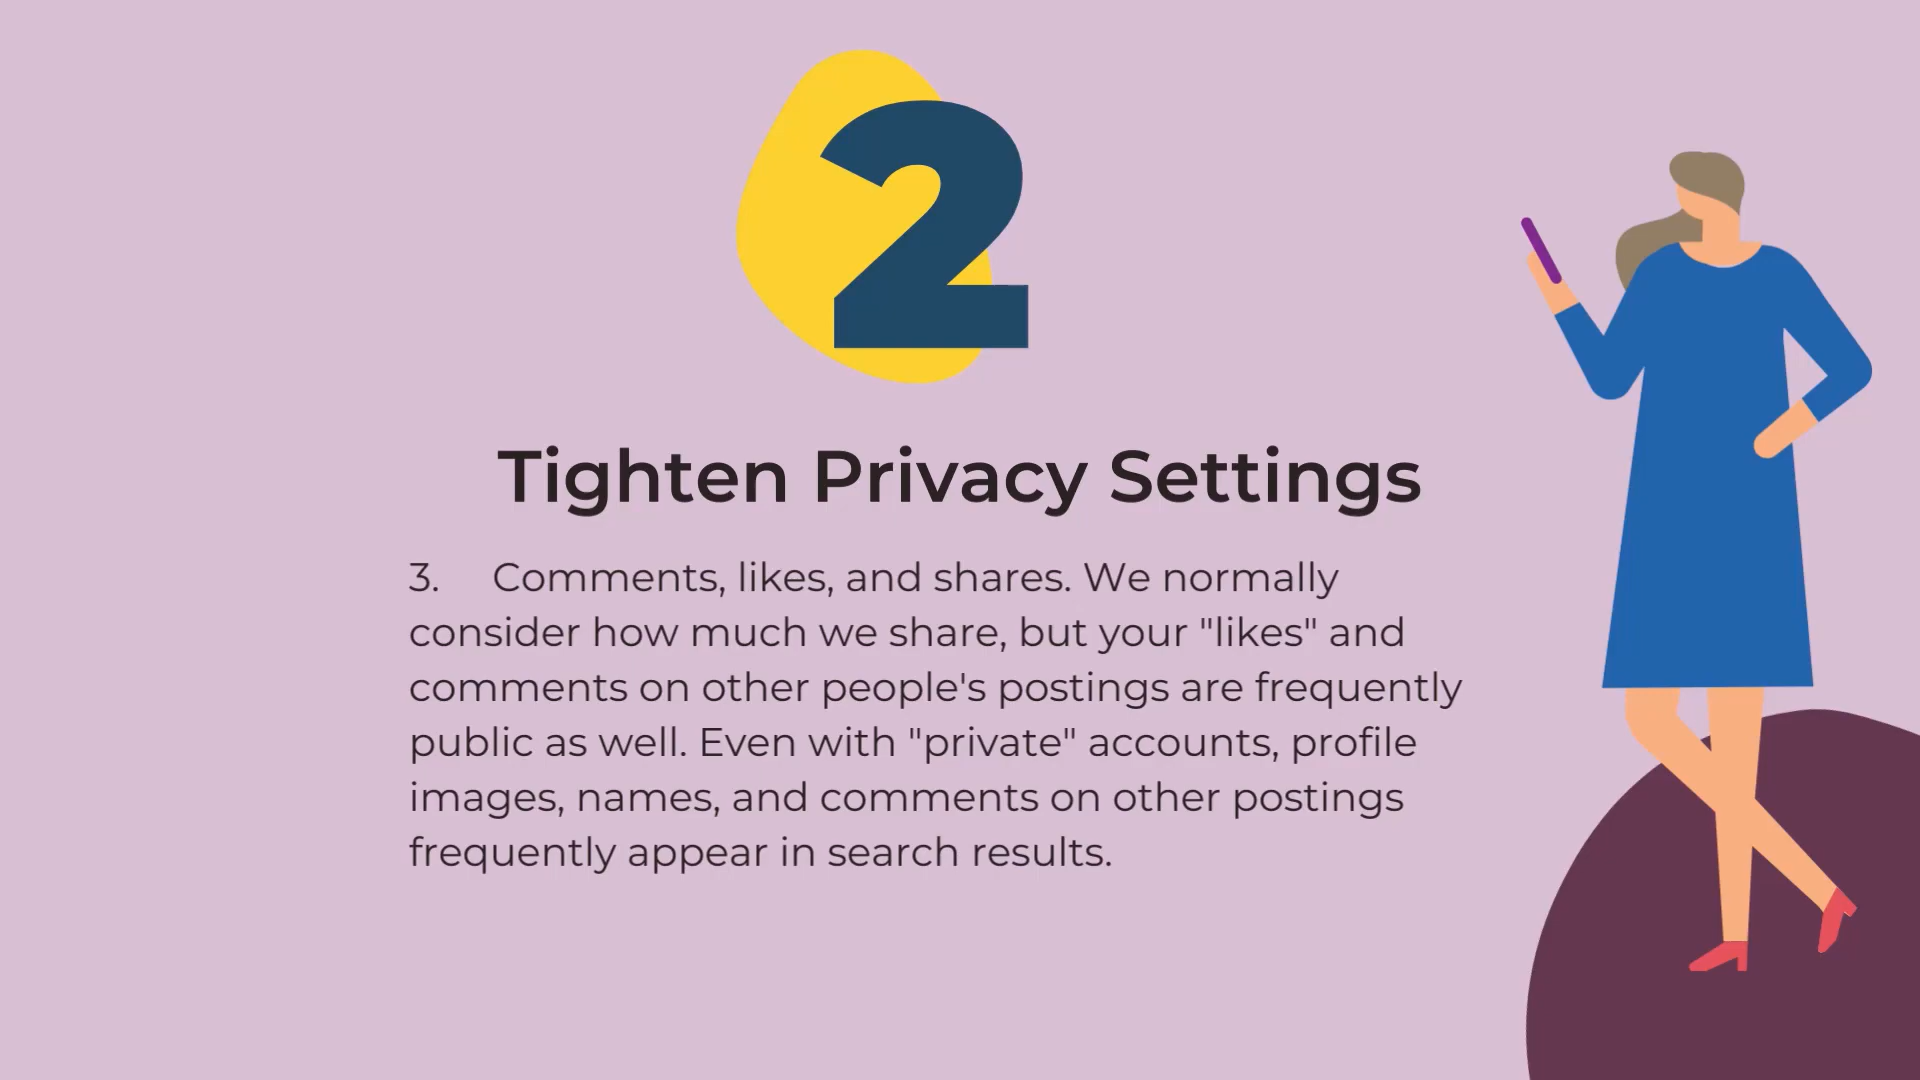 2
Tighten Privacy Settings
3. Comments, likes, and shares. We normally
consider how much we share, but your "likes" and
comments on other people's postings are frequently
public as well. Even with "private" accounts, profile
images, names, and comments on other postings
frequently appear in search results.